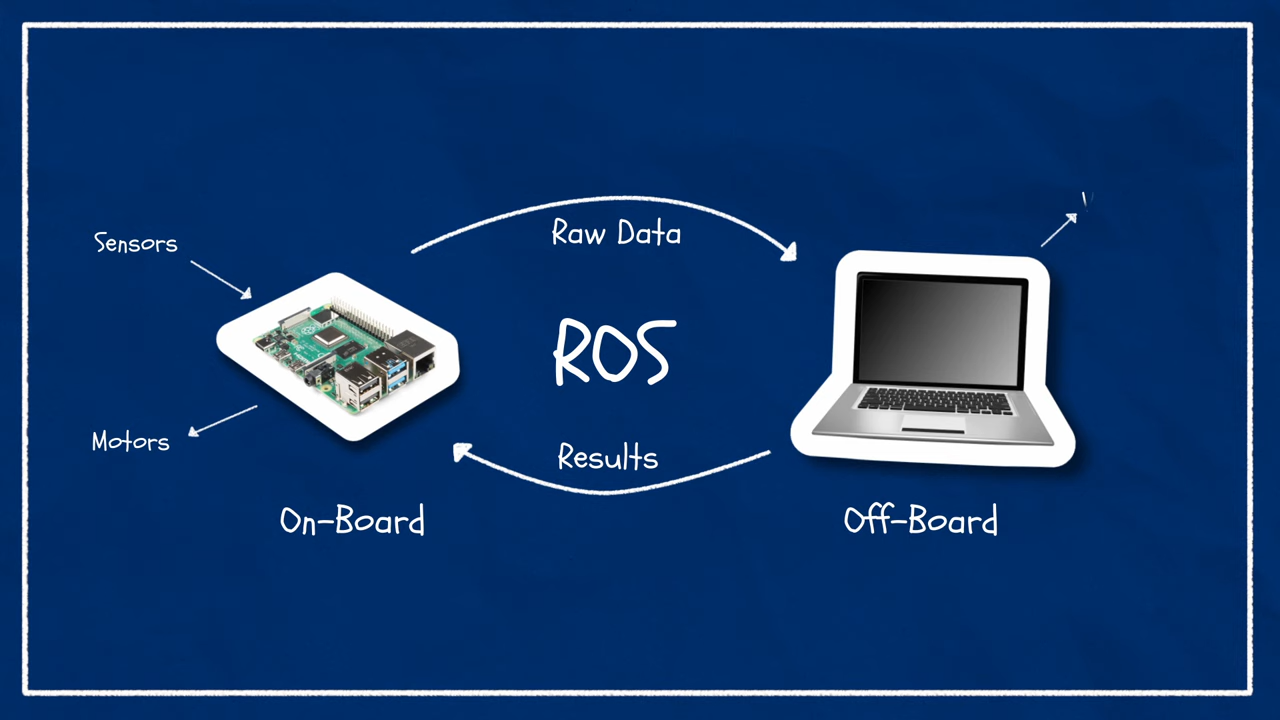 Sensors
Raw Data
ROS
Motors
Results
On-Board
Off-Board